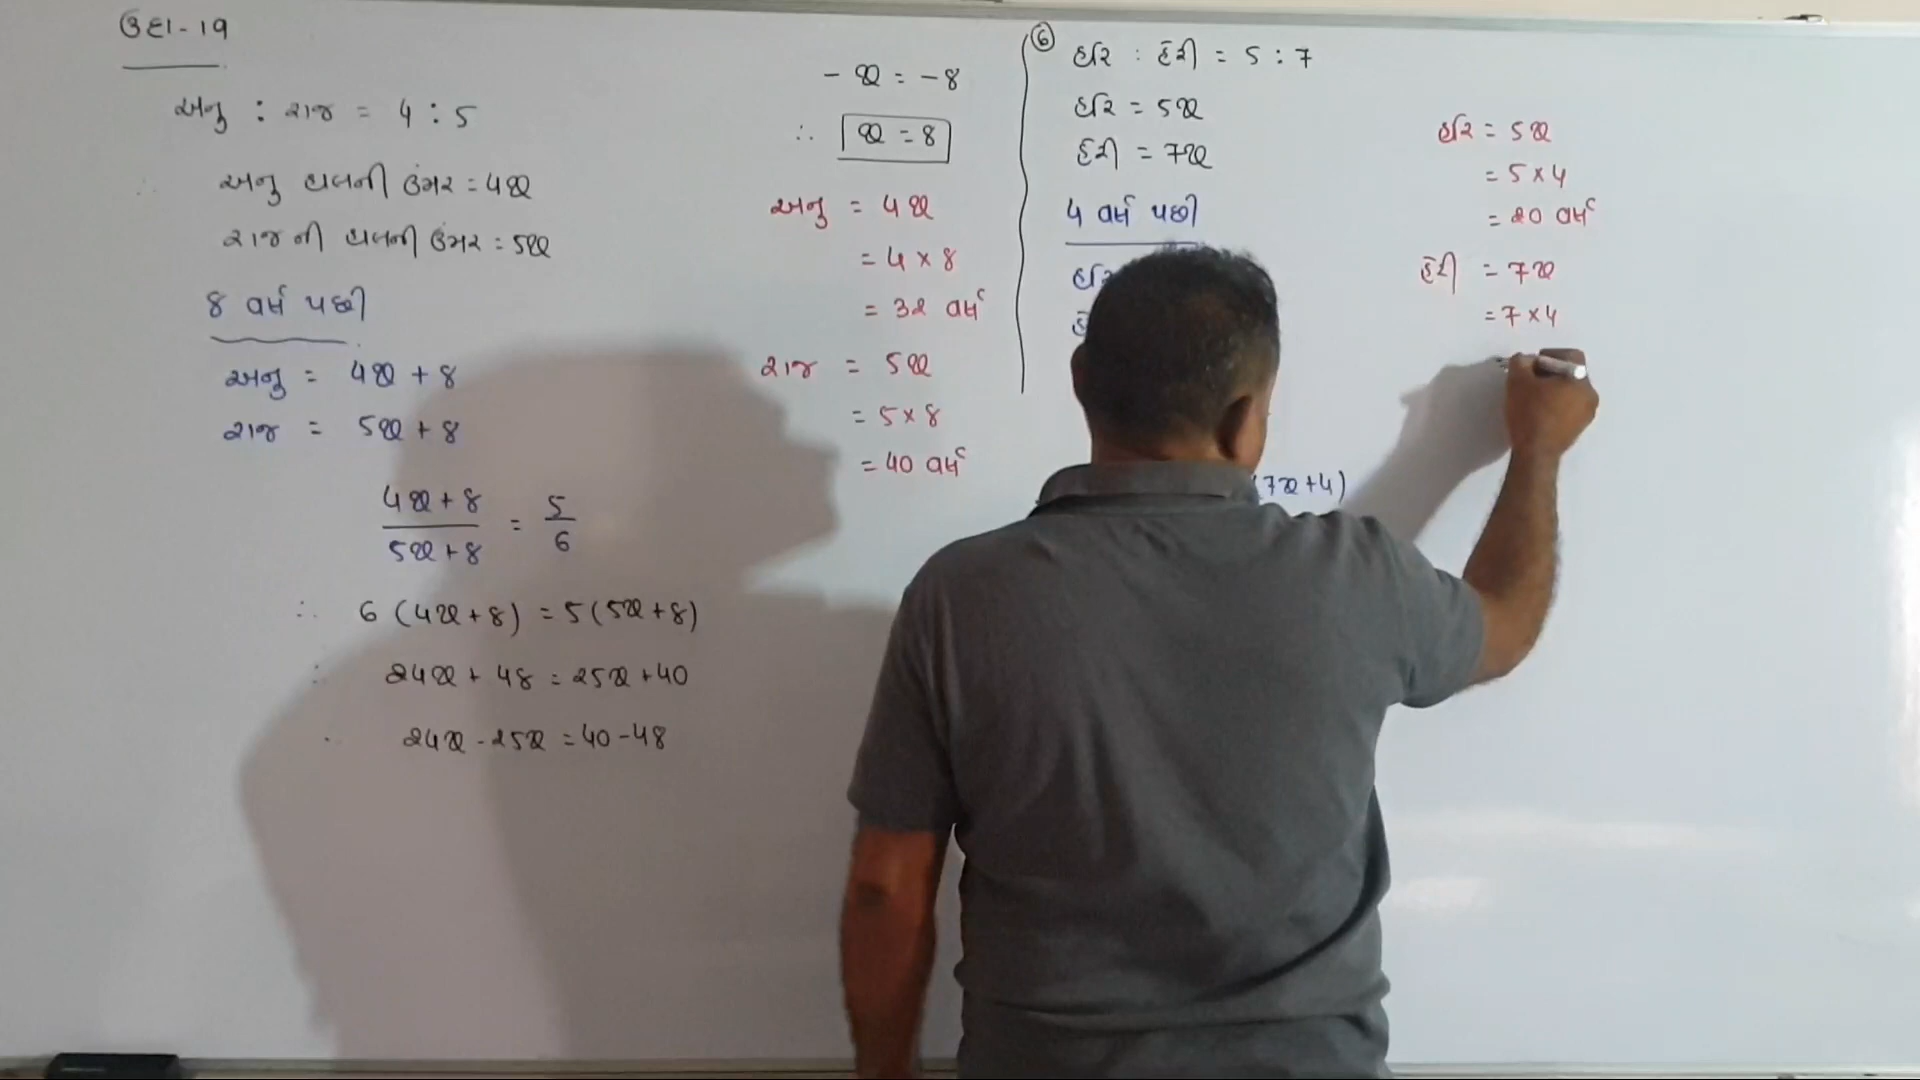 ઉદા-19
અનુ : રાજ = 4 : 5
∴ અનુ હાલની ઉંમર = 4x
રાજની હાલની ઉંમર = 5x
8 વર્ષ પછી
અનુ = 4x + 8
રાજ = 5x + 8
4x + 8 / 5x + 8 = 5 / 6
∴ 6 (4x + 8) = 5 (5x + 8)
∴ 24x + 48 = 25x + 40
∴ 24x - 25x = 40 - 48
- x = -8
∴ x = 8
અનુ = 4x
= 4 × 8
= 32 વર્ષ
રાજ = 5x
= 5 × 8
= 40 વર્ષ
⑥ હરિ : હેરી = 5 : 7
હરિ = 5x
હેરી = 7x
4 વર્ષ પછી
હરિ
(7x + 4)
હરિ = 5x
= 5 × 4
= 20 વર્ષ
હેરી = 7x
= 7 × 4